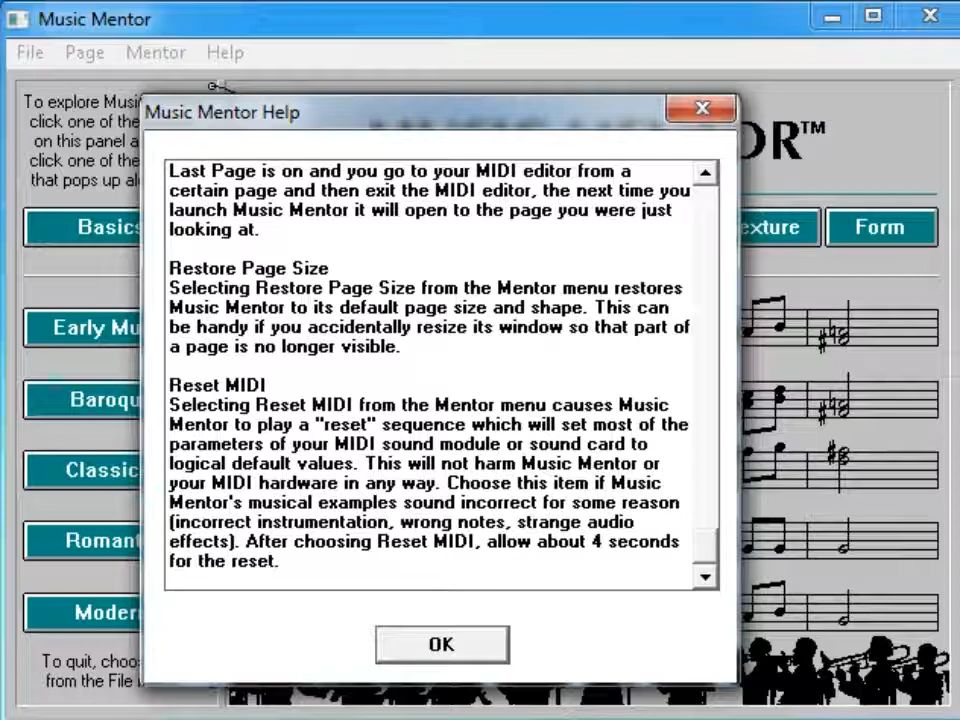 Music Mentor
File Page Mentor Help
To explore Musi
click one of the
on this panel a
click one of the
that pops up al
OR™
Basics
exture
Form
Early Mu
Baroqu
Classic
Romant
Modern
To quit, choo
from the File
Music Mentor Help
Last Page is on and you go to your MIDI editor from a
certain page and then exit the MIDI editor, the next time you
launch Music Mentor it will open to the page you were just
looking at.
Restore Page Size
Selecting Restore Page Size from the Mentor menu restores
Music Mentor to its default page size and shape. This can
be handy if you accidentally resize its window so that part of
a page is no longer visible.
Reset MIDI
Selecting Reset MIDI from the Mentor menu causes Music
Mentor to play a "reset" sequence which will set most of the
parameters of your MIDI sound module or sound card to
logical default values. This will not harm Music Mentor or
your MIDI hardware in any way. Choose this item if Music
Mentor's musical examples sound incorrect for some reason
(incorrect instrumentation, wrong notes, strange audio
effects). After choosing Reset MIDI, allow about 4 seconds
for the reset.
OK